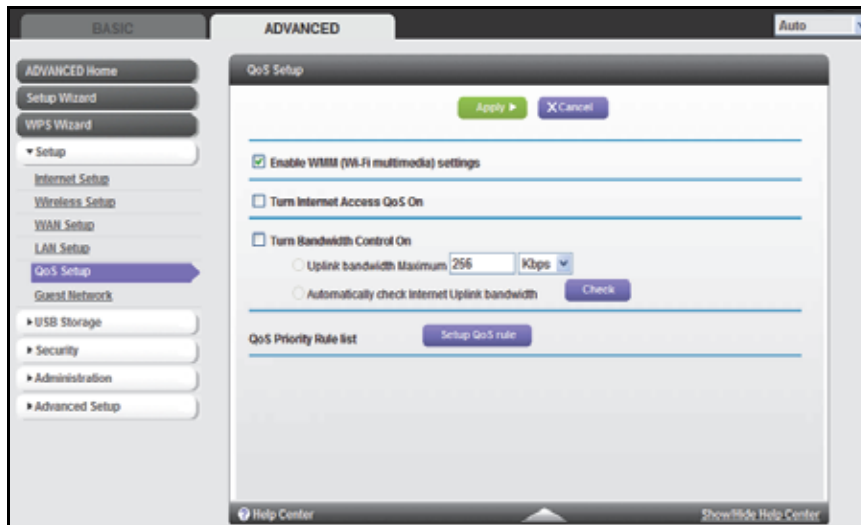 BASIC
ADVANCED
Auto
ADVANCED Home
Setup Wizard
WPS Wizard
Setup
Internet Setup
Wireless Setup
WAN Setup
LAN Setup
QoS Setup
Guest Network
USB Storage
Security
Administration
Advanced Setup
QoS Setup
Apply
X Cancel
Enable WMM (Wi-Fi multimedia) settings
Turn Internet Access QoS On
Turn Bandwidth Control On
Uplink bandwidth Maximum 256 Kbps
Automatically check Internet Uplink bandwidth Check
QoS Priority Rule list Setup QoS rule
Help Center
Show/Hide Help Center